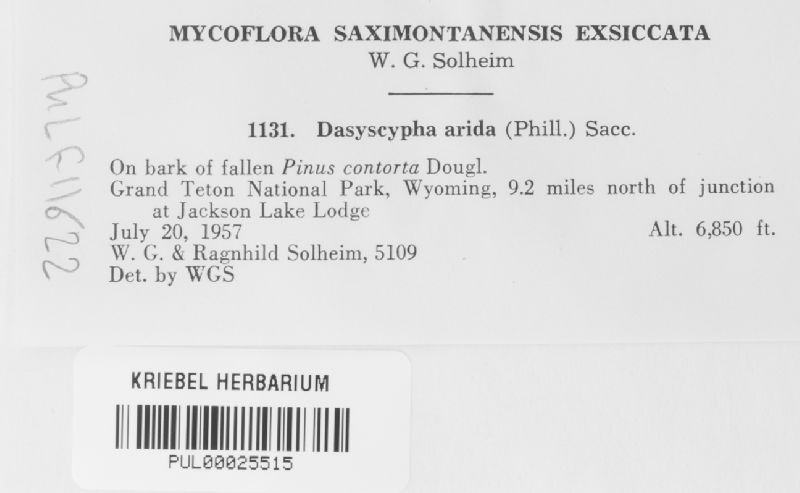 MYCOFLORA SAXIMONTANENSIS EXSICCATA
W. G. Solheim
1131. Dasyscypha arida (Phill.) Sacc.
On bark of fallen Pinus contorta Dougl.
Grand Teton National Park, Wyoming, 9.2 miles north of junction
at Jackson Lake Lodge
July 20, 1957 Alt. 6,850 ft.
W. G. & Ragnhild Solheim, 5109
Det. by WGS
PUL F11622
KRIEBEL HERBARIUM
PUL00025515